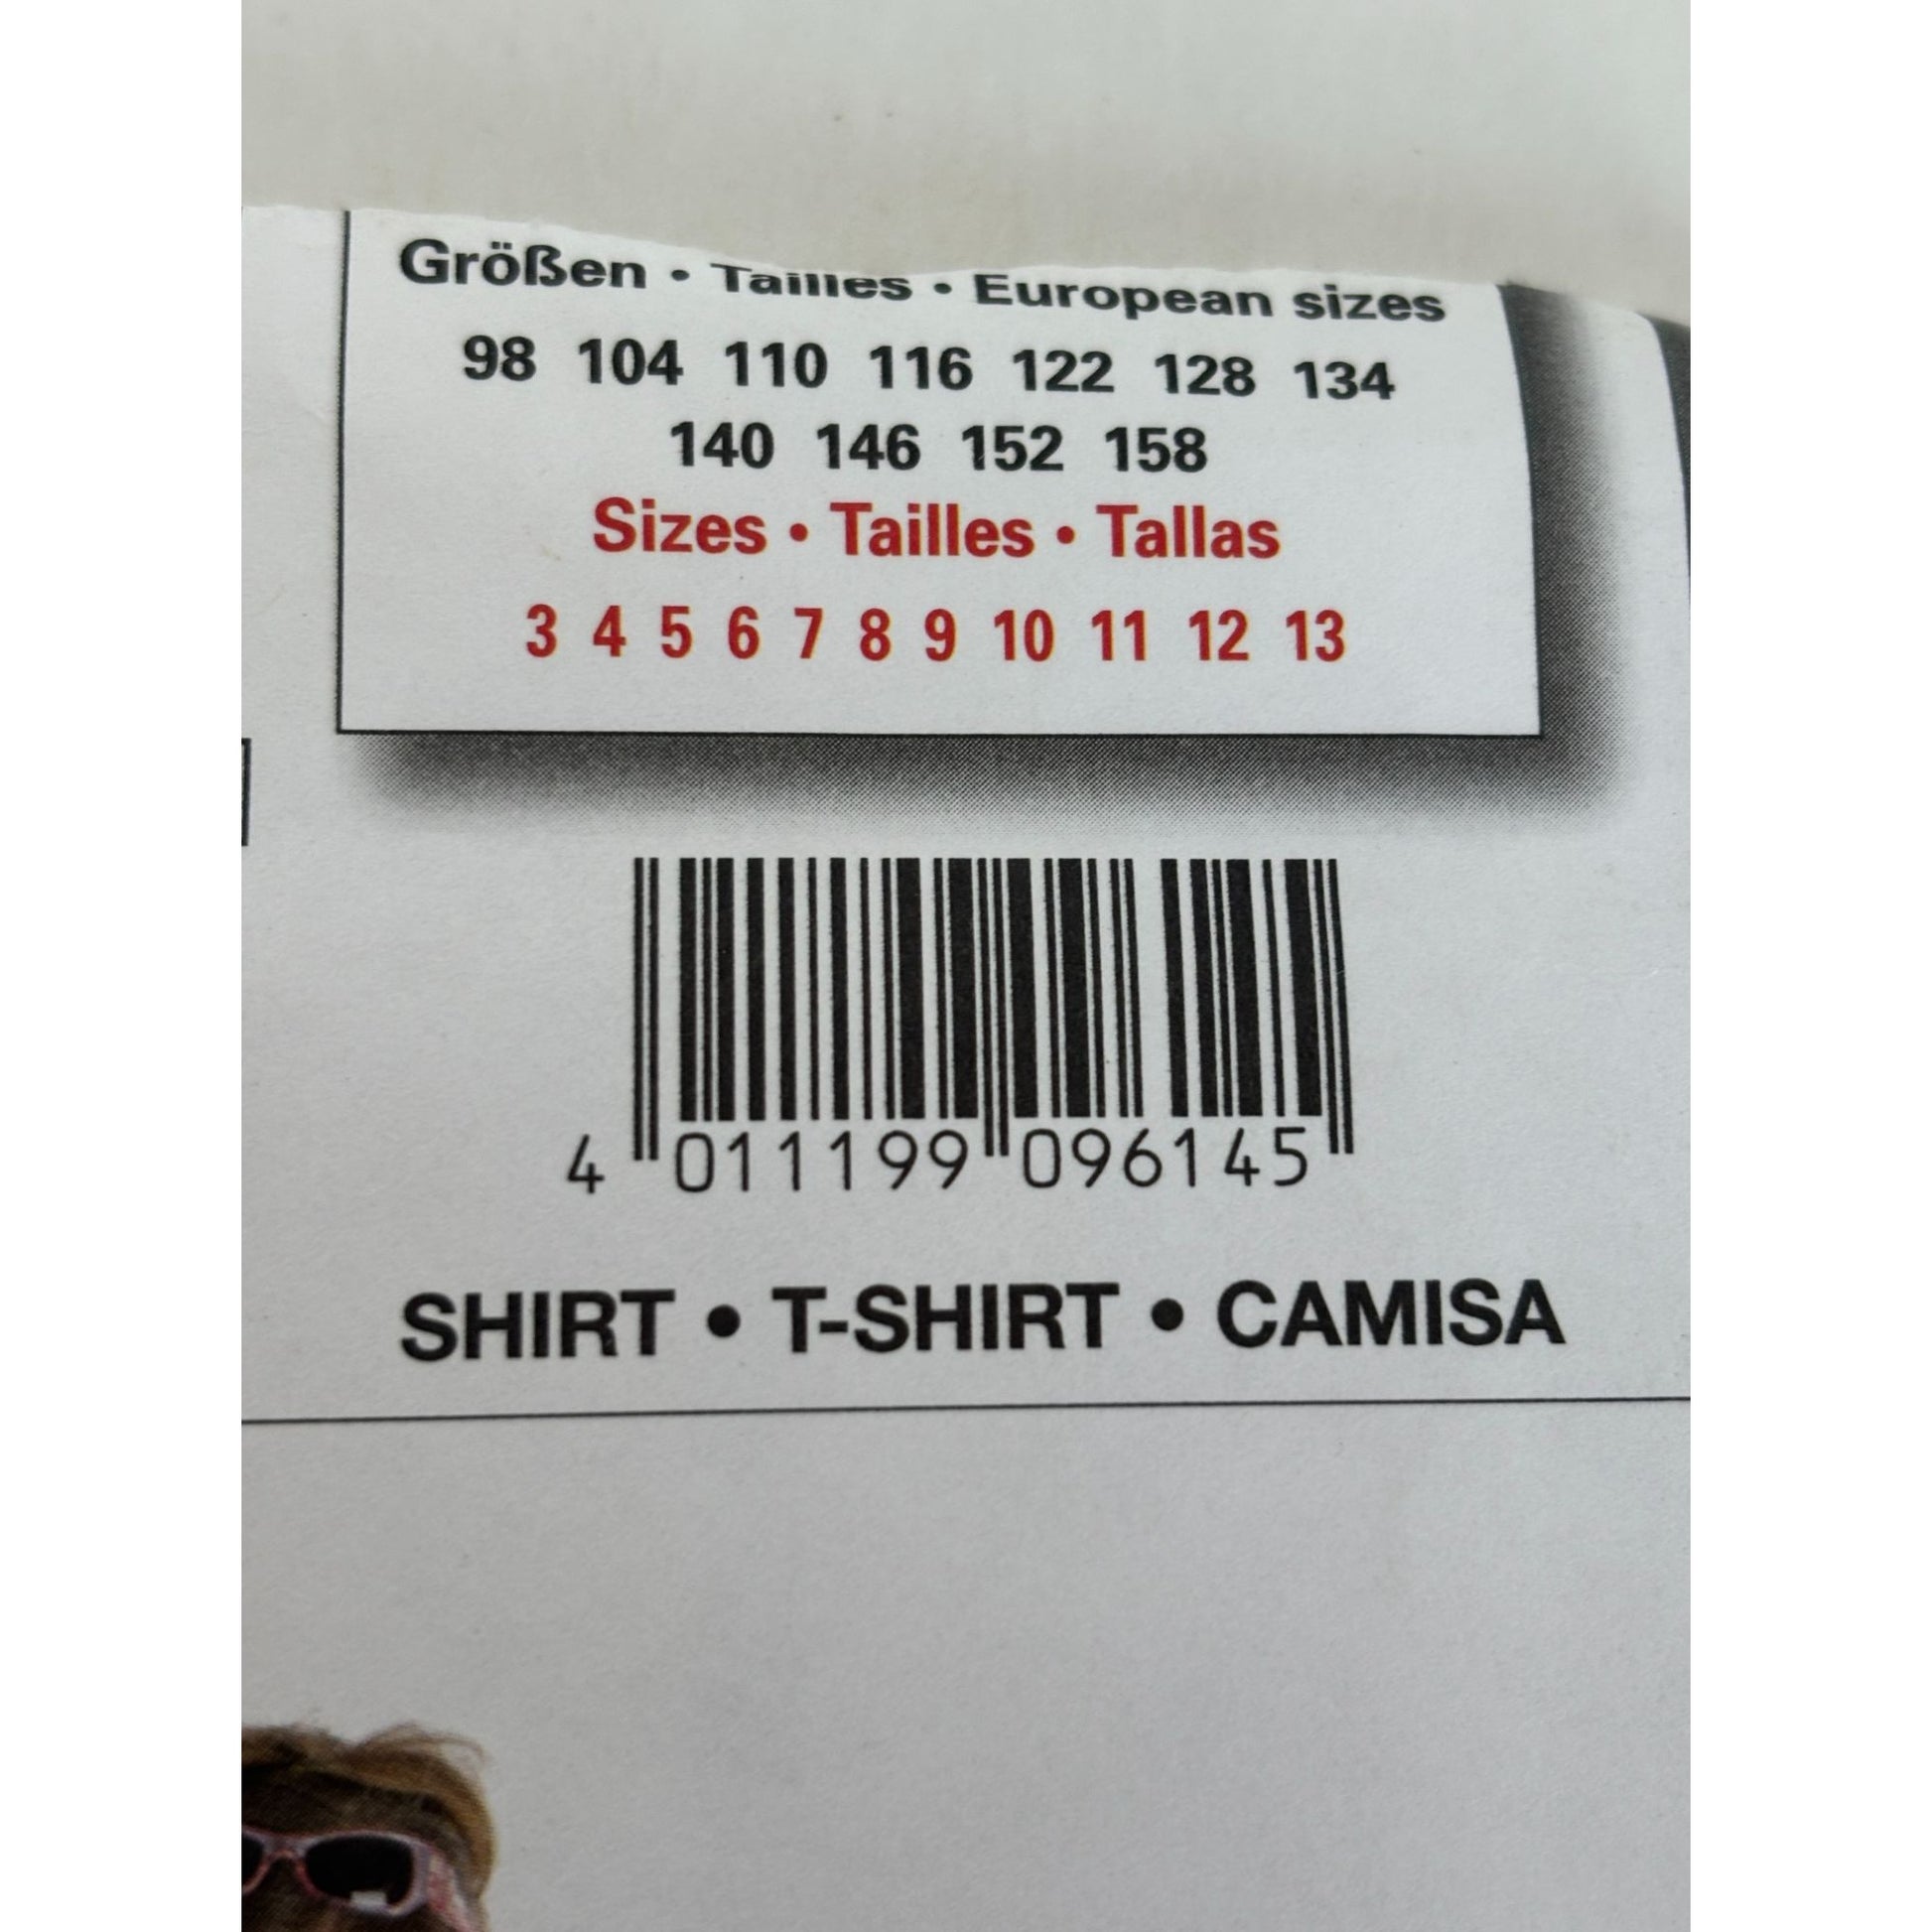 Größen • Tailles • European sizes
98 104 110 116 122 128 134
140 146 152 158
Sizes • Tailles • Tallas
3 4 5 6 7 8 9 10 11 12 13
4 011199 096145
SHIRT • T-SHIRT • CAMISA